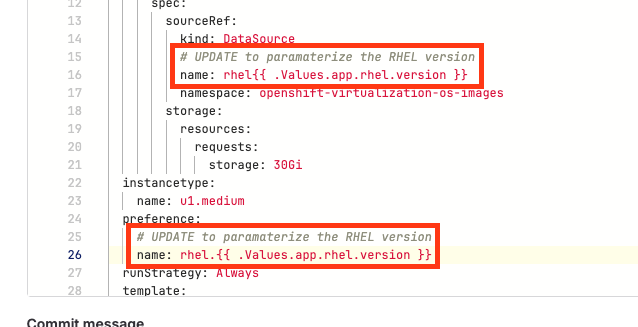 12 spec:
13 sourceRef:
14 kind: DataSource
15 # UPDATE to paramaterize the RHEL version
16 name: rhel{{ .Values.app.rhel.version }}
17 namespace: openshift-virtualization-os-images
18 storage:
19 resources:
20 requests:
21 storage: 30Gi
22 instancetype:
23 name: u1.medium
24 preference:
25 # UPDATE to paramaterize the RHEL version
26 name: rhel.{{ .Values.app.rhel.version }}
27 runStrategy: Always
28 template:
Commit message